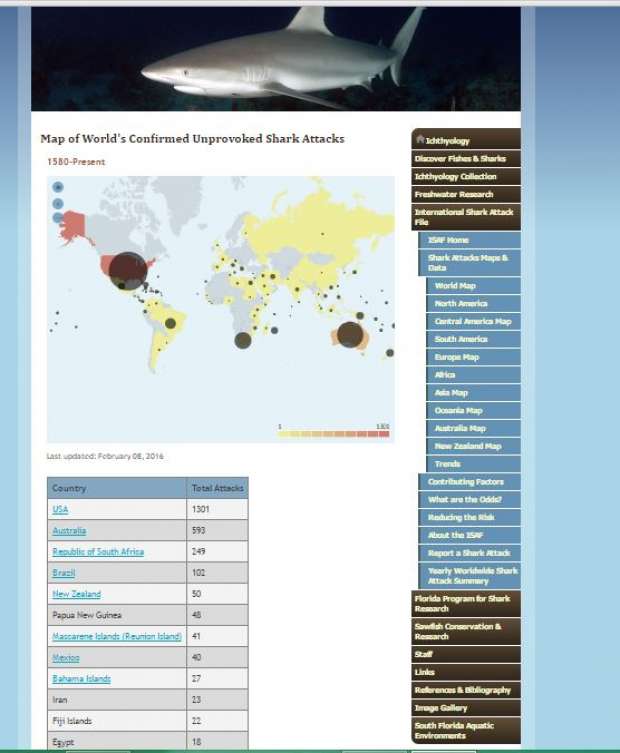 Map of World's Confirmed Unprovoked Shark Attacks
1580-Present
1
1301
Last updated: February 08, 2016
Country Total Attacks
USA 1301
Australia 593
Republic of South Africa 249
Brazil 102
New Zealand 50
Papua New Guinea 48
Mascarene Islands (Reunion Island) 41
Mexico 40
Bahama Islands 27
Iran 23
Fiji Islands 22
Egypt 18
Ichthyology
Discover Fishes & Sharks
Ichthyology Collection
Freshwater Research
International Shark Attack
File
ISAF Home
Shark Attacks Maps &
Data
World Map
North America
Central America Map
South America
Europe Map
Africa
Asia Map
Oceania Map
Australia Map
New Zealand Map
Trends
Contributing Factors
What are the Odds?
Reducing the Risk
About the ISAF
Report a Shark Attack
Yearly Worldwide Shark
Attack Summary
Florida Program for Shark
Research
Sawfish Conservation &
Research
Staff
Links
References & Bibliography
Image Gallery
South Florida Aquatic
Environments